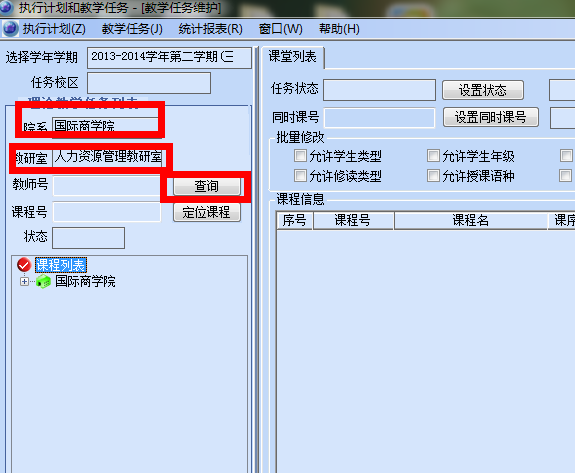 执行计划和教学任务 - [教学任务维护]
执行计划(Z) 教学任务(J) 统计报表(R) 窗口(W) 帮助(H)
选择学年学期 2013-2014学年第二学期(三
任务校区
理论教学任务列表
院系 国际商学院
教研室 人力资源管理教研室
教师号 查询
课程号 定位课程
状态
课程列表
国际商学院
课堂列表
任务状态 设置状态
同时课号 设置同时课号
批量修改
允许学生类型 允许学生年级
允许修读类型 允许授课语种
课程信息
序号 课程号 课程名 课序